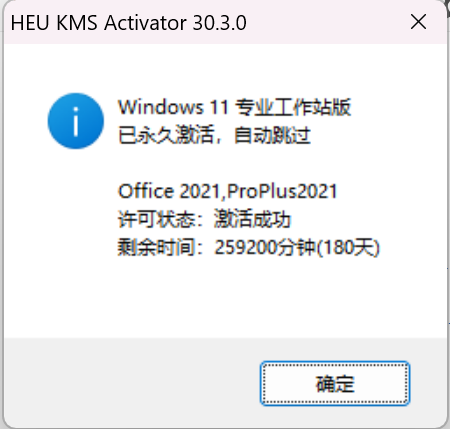 HEU KMS Activator 30.3.0
Windows 11 专业工作站版
已永久激活，自动跳过
Office 2021,ProPlus2021
许可状态：激活成功
剩余时间：259200分钟(180天)
确定